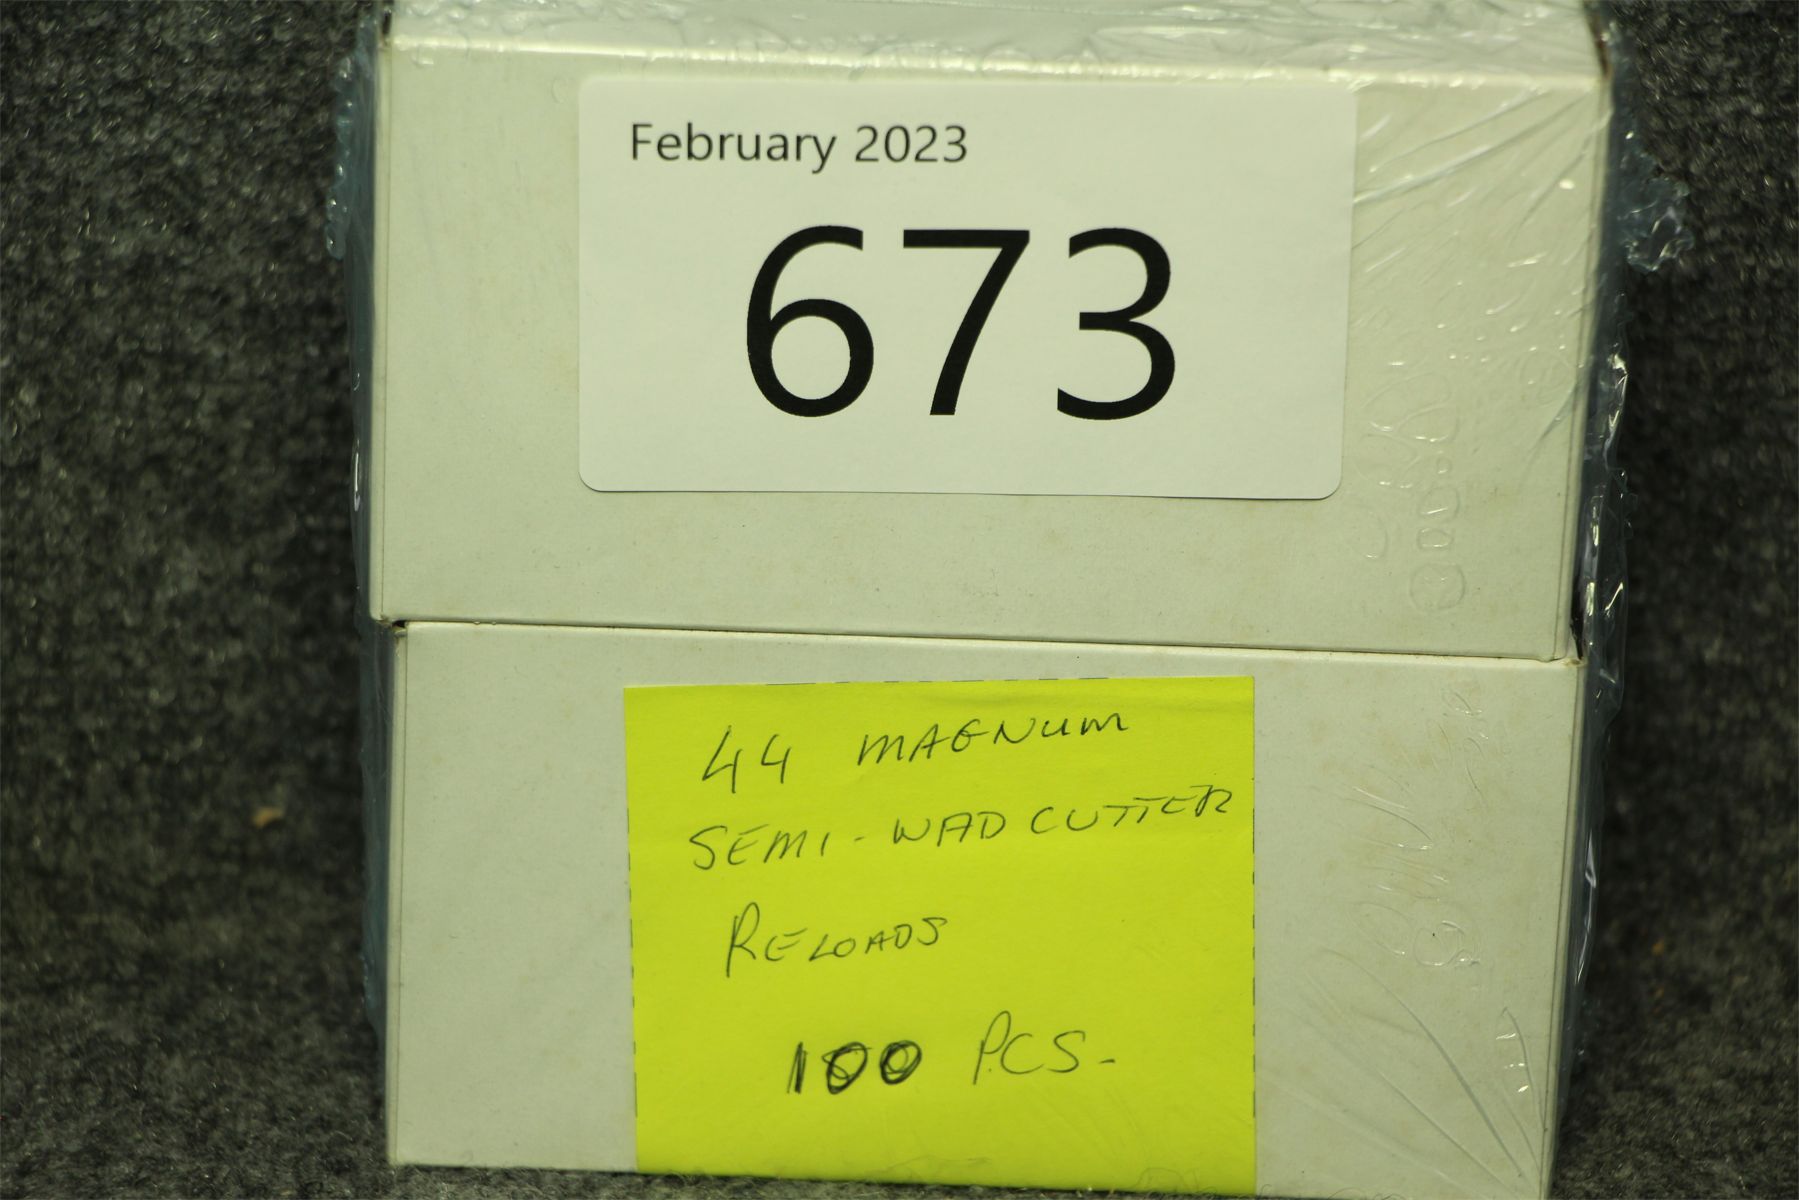 February 2023
673
44 MAGNUM
SEMI-WADCUTTER
RELOADS
100 PCS-